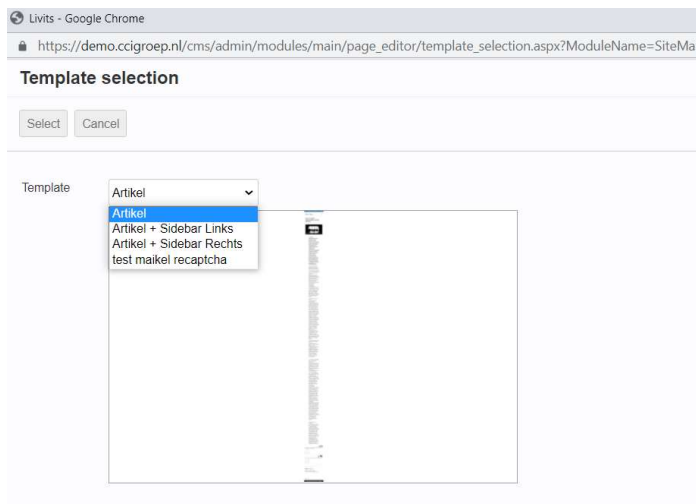 Livits - Google Chrome
https://demo.ccigroep.nl/cms/admin/modules/main/page_editor/template_selection.aspx?ModuleName=SiteMa
Template selection
Select Cancel
Template Artikel
Artikel
Artikel + Sidebar Links
Artikel + Sidebar Rechts
test maikel recaptcha